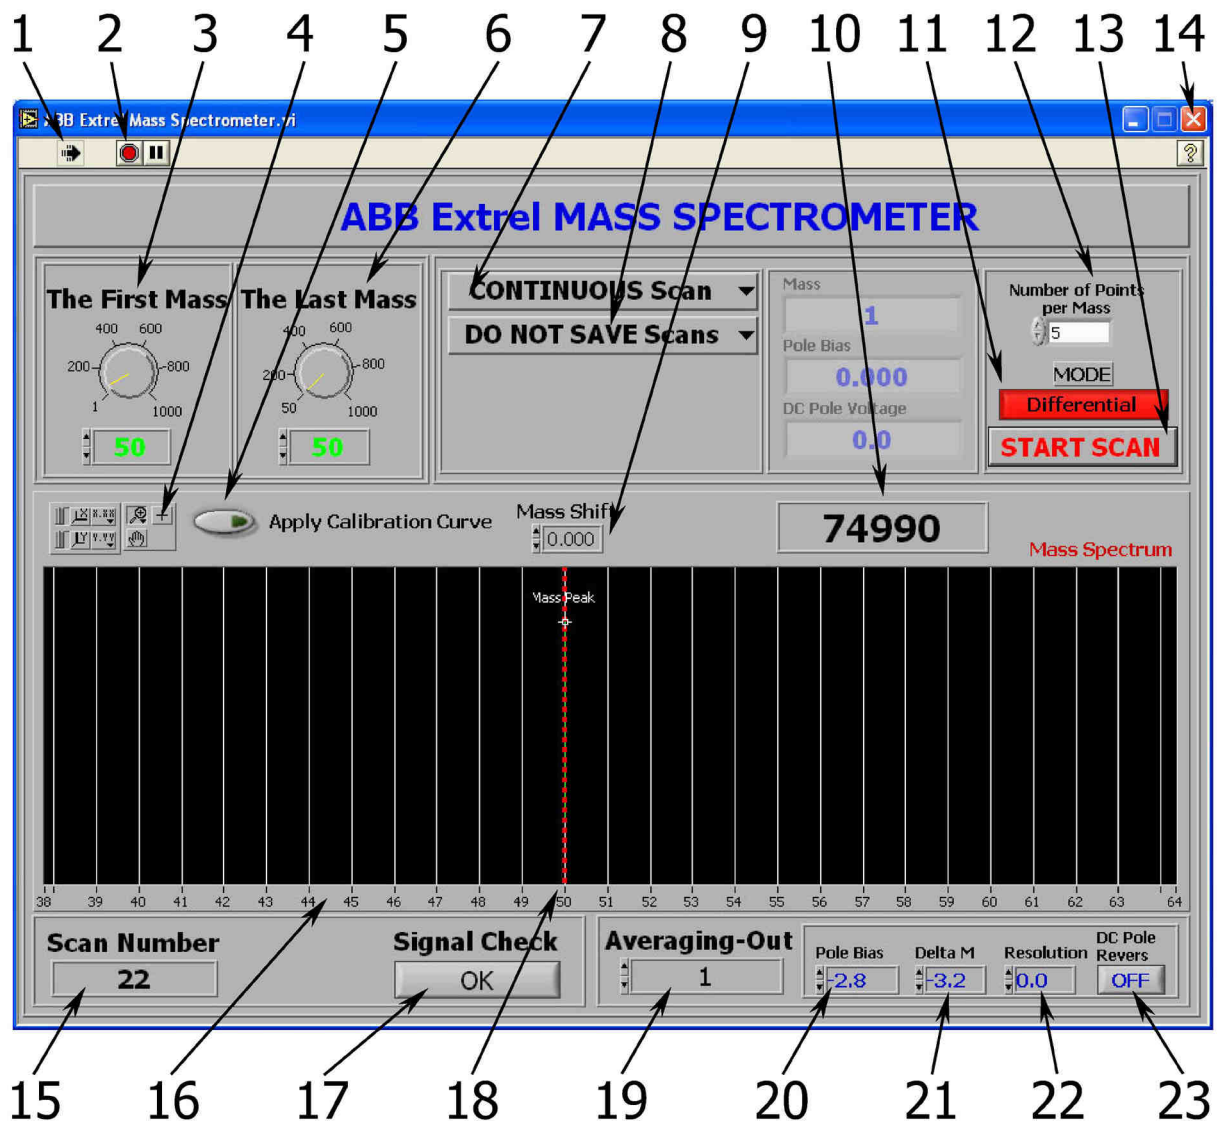 1 2 3 4 5 6 7 8 9 10 11 12 13 14
ABB Extrel Mass Spectrometer.vi
?
ABB Extrel MASS SPECTROMETER
The First Mass
400 600
200 800
1 1000
50
The Last Mass
400 600
200 800
50 1000
50
CONTINUOUS Scan
DO NOT SAVE Scans
Mass
1
Pole Bias
0.000
DC Pole Voltage
0.0
Number of Points
per Mass
5
MODE
Differential
START SCAN
X X.XX
Y Y.YY
Apply Calibration Curve
Mass Shift
0.000
74990
Mass Spectrum
Mass Peak
38 39 40 41 42 43 44 45 46 47 48 49 50 51 52 53 54 55 56 57 58 59 60 61 62 63 64
Scan Number
22
Signal Check
OK
Averaging-Out
1
Pole Bias
-2.8
Delta M
-3.2
Resolution
0.0
DC Pole
Revers
OFF
15 16 17 18 19 20 21 22 23